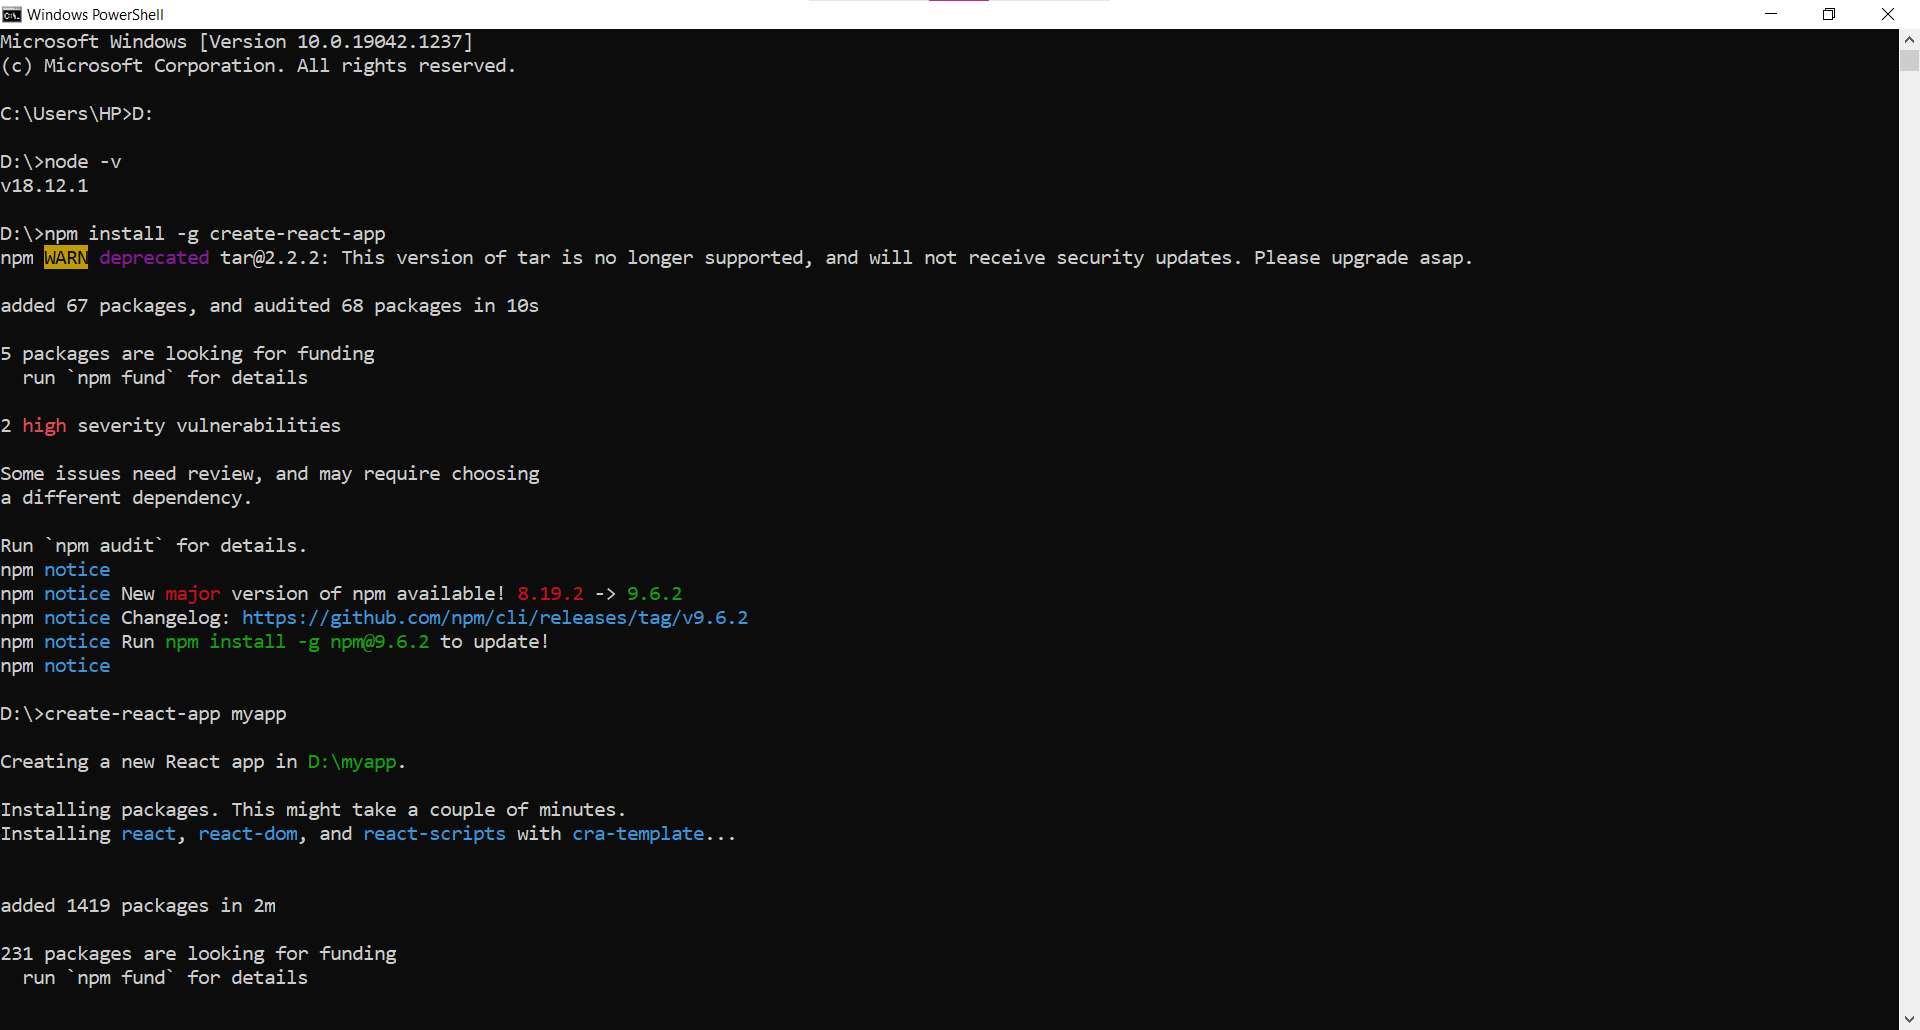 Windows PowerShell
Microsoft Windows [Version 10.0.19042.1237]
(c) Microsoft Corporation. All rights reserved.
C:\Users\HP>D:
D:\>node -v
v18.12.1
D:\>npm install -g create-react-app
npm WARN deprecated tar@2.2.2: This version of tar is no longer supported, and will not receive security updates. Please upgrade asap.
added 67 packages, and audited 68 packages in 10s
5 packages are looking for funding
  run `npm fund` for details
2 high severity vulnerabilities
Some issues need review, and may require choosing
a different dependency.
Run `npm audit` for details.
npm notice
npm notice New major version of npm available! 8.19.2 -> 9.6.2
npm notice Changelog: https://github.com/npm/cli/releases/tag/v9.6.2
npm notice Run npm install -g npm@9.6.2 to update!
npm notice
D:\>create-react-app myapp
Creating a new React app in D:\myapp.
Installing packages. This might take a couple of minutes.
Installing react, react-dom, and react-scripts with cra-template...
added 1419 packages in 2m
231 packages are looking for funding
  run `npm fund` for details